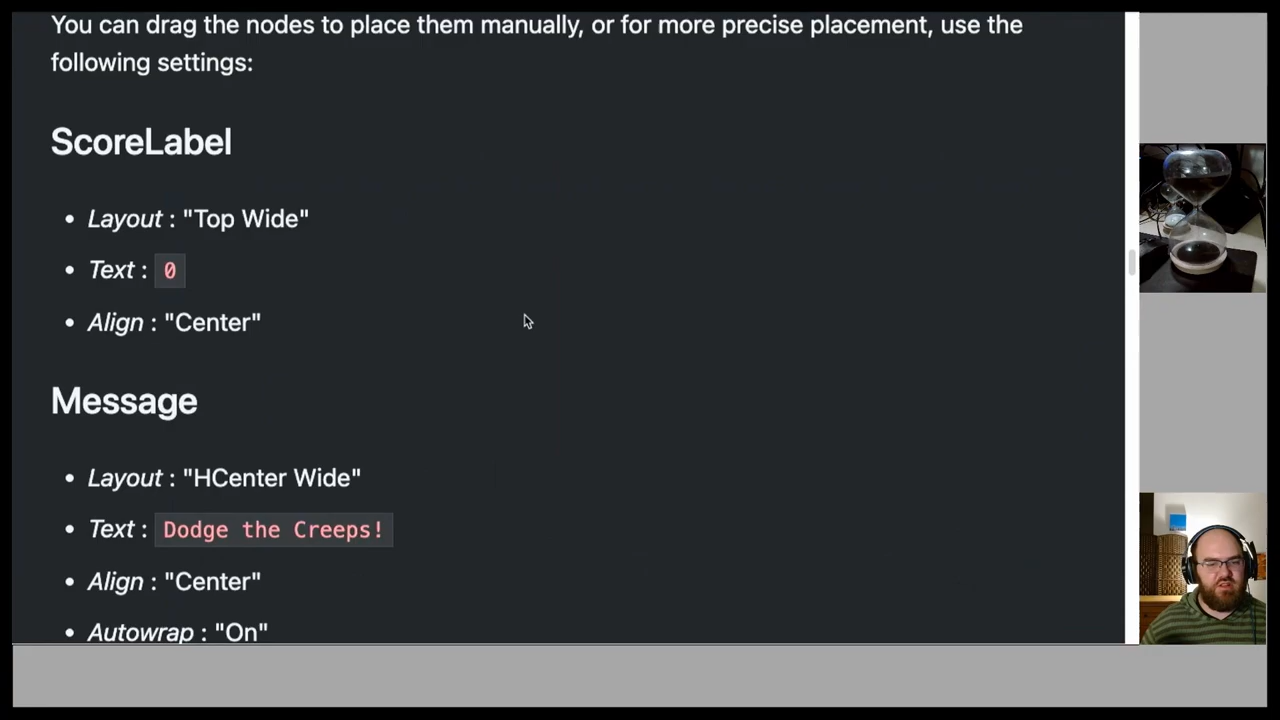 You can drag the nodes to place them manually, or for more precise placement, use the
following settings:
ScoreLabel
• Layout : "Top Wide"
• Text : 0
• Align : "Center"
Message
• Layout : "HCenter Wide"
• Text : Dodge the Creeps!
• Align : "Center"
• Autowrap : "On"